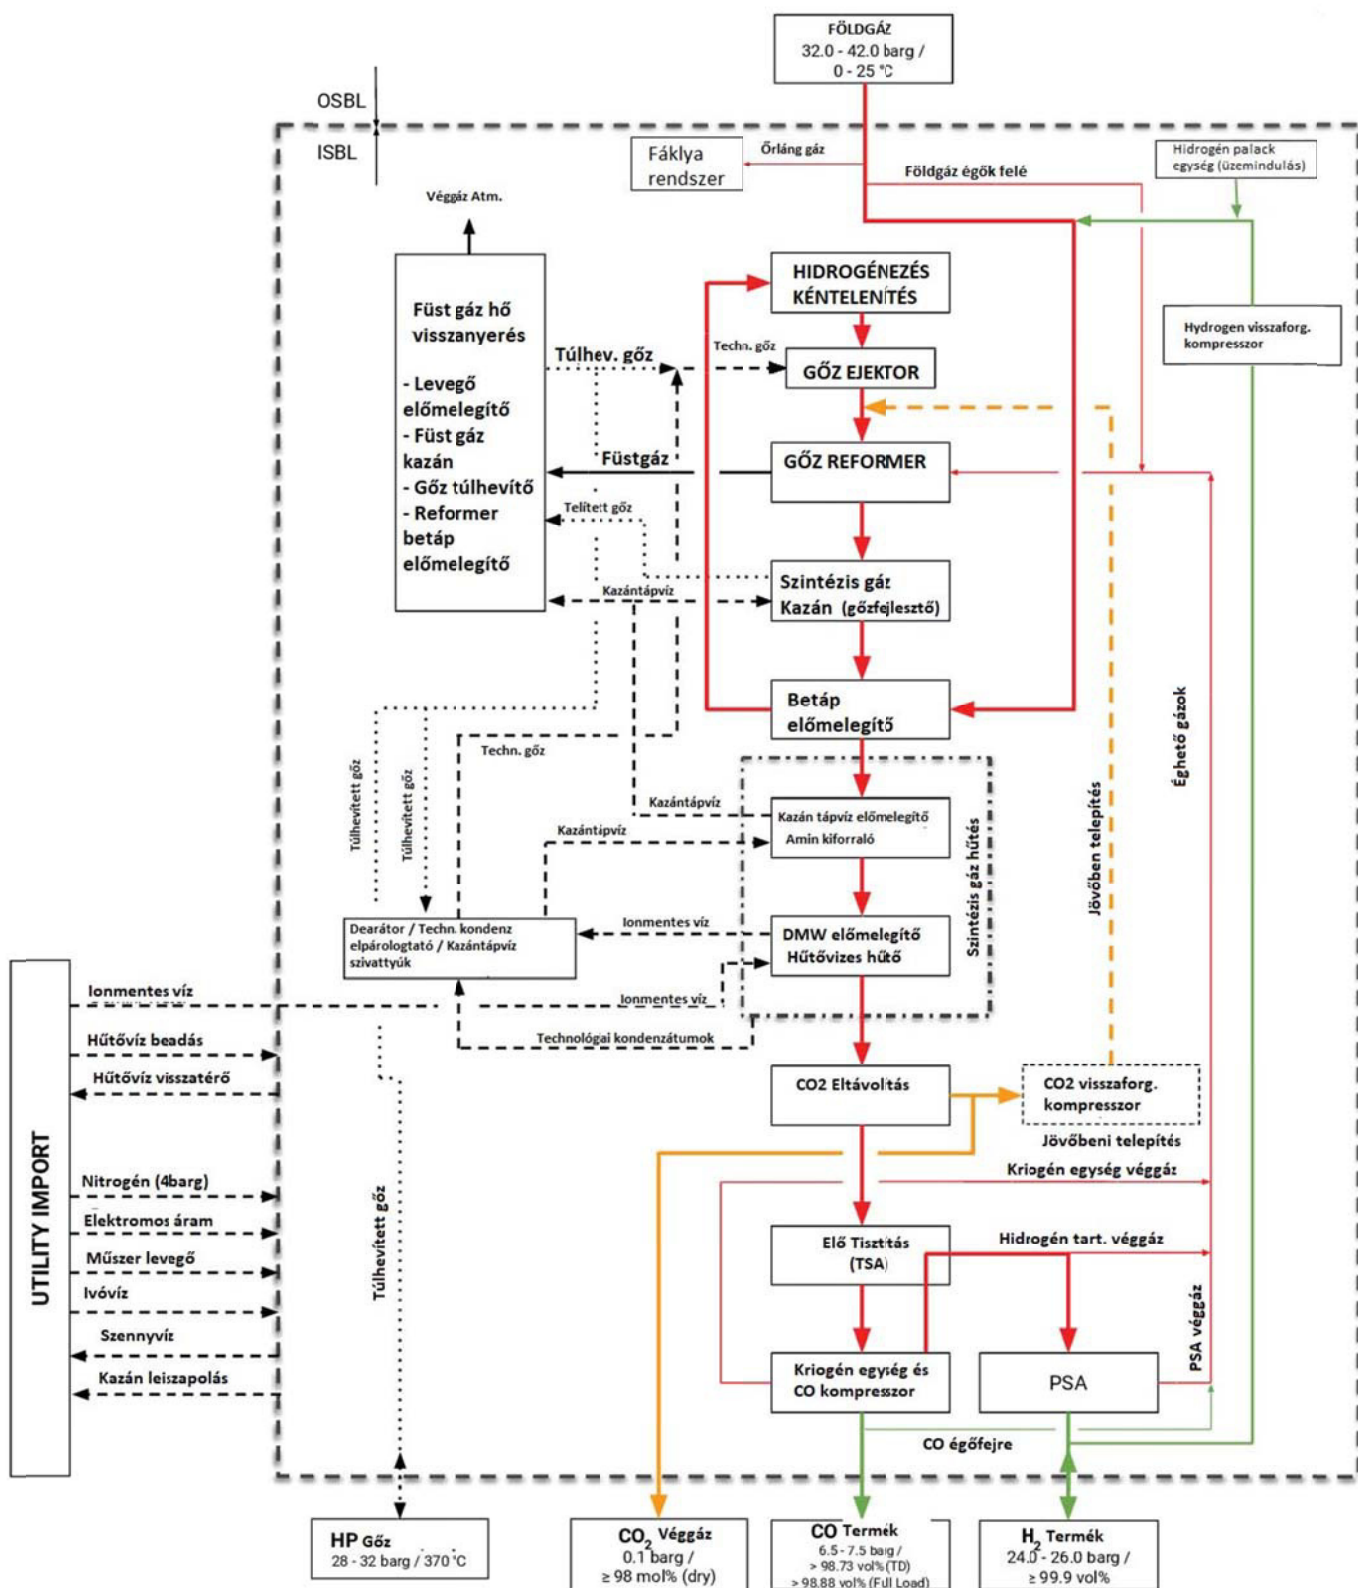 FÖLDGÁZ
32.0 - 42.0 barg /
0 - 25 °C
OSBL
ISBL
Fáklya
rendszer
Őrláng gáz
Földgáz égők felé
Hidrogén palack
egység (üzemindulás)
Véggáz Atm.
Füst gáz hő
visszanyerés
- Levegő
előmelegítő
- Füst gáz
kazán
- Gőz túlhevítő
- Reformer
betáp
előmelegítő
HIDROGÉNEZÉS
KÉNTELENÍTÉS
Hydrogen visszaforg.
kompresszor
Túlhev. gőz
Techn. gőz
GŐZ EJEKTOR
Füstgáz
GŐZ REFORMER
Telített gőz
Kazántápvíz
Szintézis gáz
Kazán (gőzfejlesztő)
Betáp
előmelegítő
Techn. gőz
Túlhevített gőz
Túlhevített gőz
Éghető gázok
Jövőben telepítés
Kazántápvíz
Kazán tápvíz előmelegítő
Amin kiforraló
Kazántipvíz
Szintézis gáz hűtés
Dearátor / Techn. kondenz
elpárologtató / Kazántápvíz
szivattyúk
Ionmentes víz
DMW előmelegítő
Hűtővizes hűtő
Ionmentes víz
Ionmentes víz
Technológai kondenzátumok
UTILITY IMPORT
Hűtővíz beadás
Hűtővíz visszatérő
Nitrogén (4barg)
Elektromos áram
Műszer levegő
Ivóvíz
Szennyvíz
Kazán leiszapolás
Túlhevített gőz
CO2 Eltávolítás
CO2 visszaforg.
kompresszor
Jövőbeni telepítés
Kriogén egység véggáz
Elő Tisztítás
(TSA)
Hidrogén tart. véggáz
PSA véggáz
Kriogén egység és
CO kompresszor
PSA
CO égőfejre
HP Gőz
28 - 32 barg / 370 °C
CO2 Véggáz
0.1 barg /
≥ 98 mol% (dry)
CO Termék
6.5 - 7.5 barg /
> 98.73 vol% (TD)
> 98.88 vol% (Full Load)
H2 Termék
24.0 - 26.0 barg /
≥ 99.9 vol%